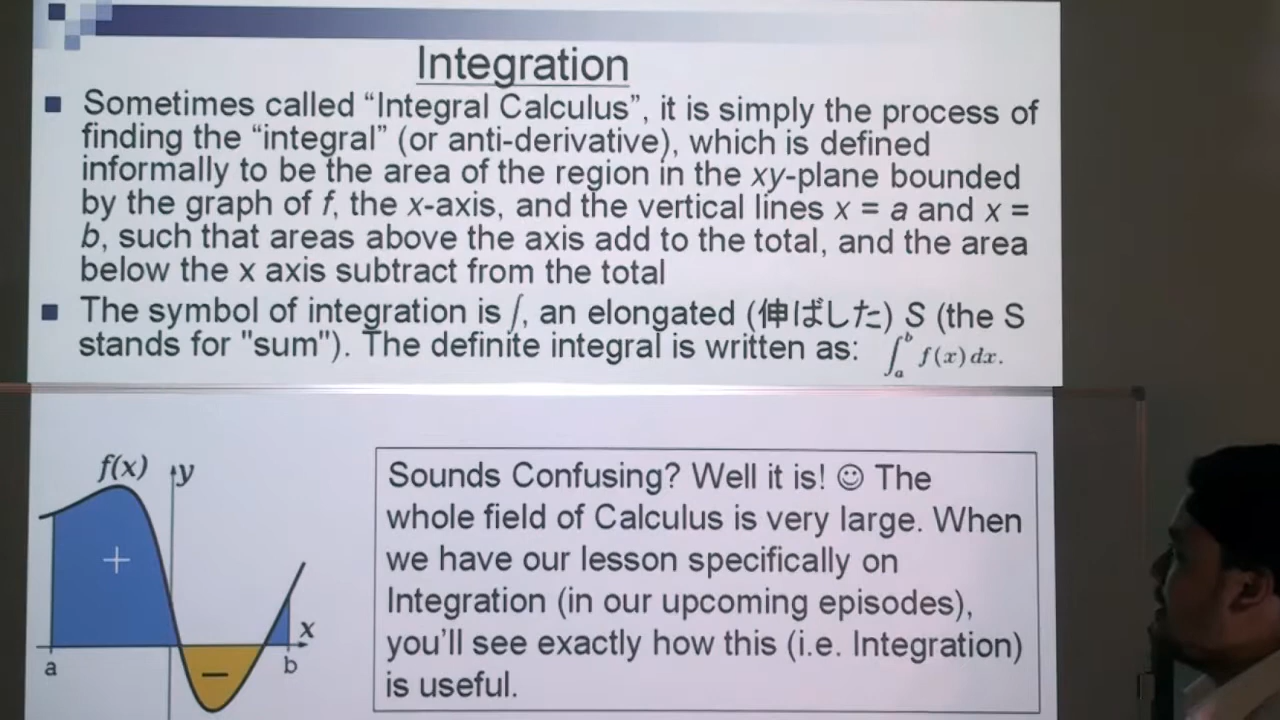 Integration
Sometimes called “Integral Calculus”, it is simply the process of
finding the “integral” (or anti-derivative), which is defined
informally to be the area of the region in the xy-plane bounded
by the graph of f, the x-axis, and the vertical lines x = a and x =
b, such that areas above the axis add to the total, and the area
below the x axis subtract from the total
The symbol of integration is ∫, an elongated (伸ばした) S (the S
stands for "sum"). The definite integral is written as: ∫_a^b f(x) dx.
f(x) y
+
−
x
a
b
Sounds Confusing? Well it is! ☺ The
whole field of Calculus is very large. When
we have our lesson specifically on
Integration (in our upcoming episodes),
you’ll see exactly how this (i.e. Integration)
is useful.